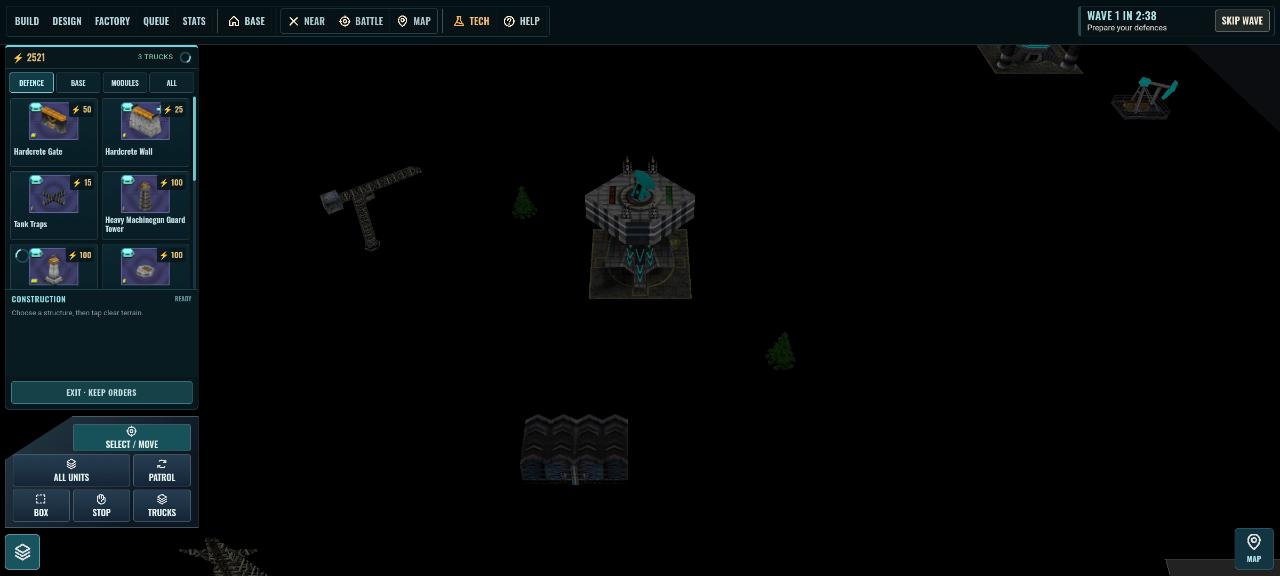 BUILD DESIGN FACTORY QUEUE STATS BASE NEAR BATTLE MAP TECH HELP
WAVE 1 IN 2:38
Prepare your defences
SKIP WAVE
2521
3 TRUCKS
DEFENCE BASE MODULES ALL
50
25
Hardcrete Gate
Hardcrete Wall
15
100
Tank Traps
Heavy Machinegun Guard
Tower
100
100
CONSTRUCTION
READY
Choose a structure, then tap clear terrain.
EXIT · KEEP ORDERS
SELECT / MOVE
ALL UNITS
PATROL
BOX
STOP
TRUCKS
MAP